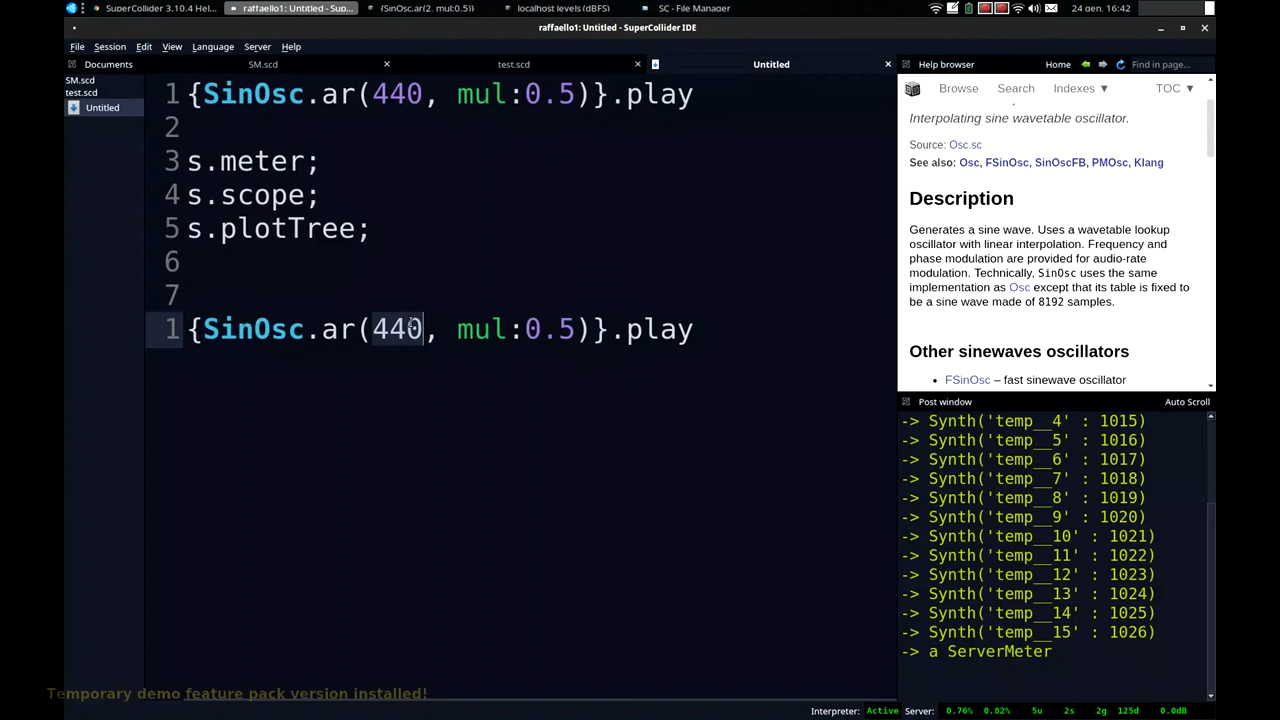 SuperCollider 3.10.4 Hel...
raffaello1: Untitled - Sup...
{SinOsc.ar(2, mul:0.5)}
localhost levels (dBFS)
SC - File Manager
24 gen, 16:42
raffaello1: Untitled - SuperCollider IDE
File Session Edit View Language Server Help
Documents
SM.scd
test.scd
Untitled
Help browser
Home
Find in page...
SM.scd
test.scd
Untitled
1 {SinOsc.ar(440, mul:0.5)}.play
2
3 s.meter;
4 s.scope;
5 s.plotTree;
6
7
1 {SinOsc.ar(440, mul:0.5)}.play
Browse Search Indexes ▼ TOC ▼
Interpolating sine wavetable oscillator.
Source: Osc.sc
See also: Osc, FSinOsc, SinOscFB, PMOsc, Klang
Description
Generates a sine wave. Uses a wavetable lookup
oscillator with linear interpolation. Frequency and
phase modulation are provided for audio-rate
modulation. Technically, SinOsc uses the same
implementation as Osc except that its table is fixed to
be a sine wave made of 8192 samples.
Other sinewaves oscillators
• FSinOsc – fast sinewave oscillator
Post window
Auto Scroll
-> Synth('temp__4' : 1015)
-> Synth('temp__5' : 1016)
-> Synth('temp__6' : 1017)
-> Synth('temp__7' : 1018)
-> Synth('temp__8' : 1019)
-> Synth('temp__9' : 1020)
-> Synth('temp__10' : 1021)
-> Synth('temp__11' : 1022)
-> Synth('temp__12' : 1023)
-> Synth('temp__13' : 1024)
-> Synth('temp__14' : 1025)
-> Synth('temp__15' : 1026)
-> a ServerMeter
Temporary demo feature pack version installed!
Interpreter: Active Server: 0.76% 0.82% 5u 2s 2g 125d 0.0dB